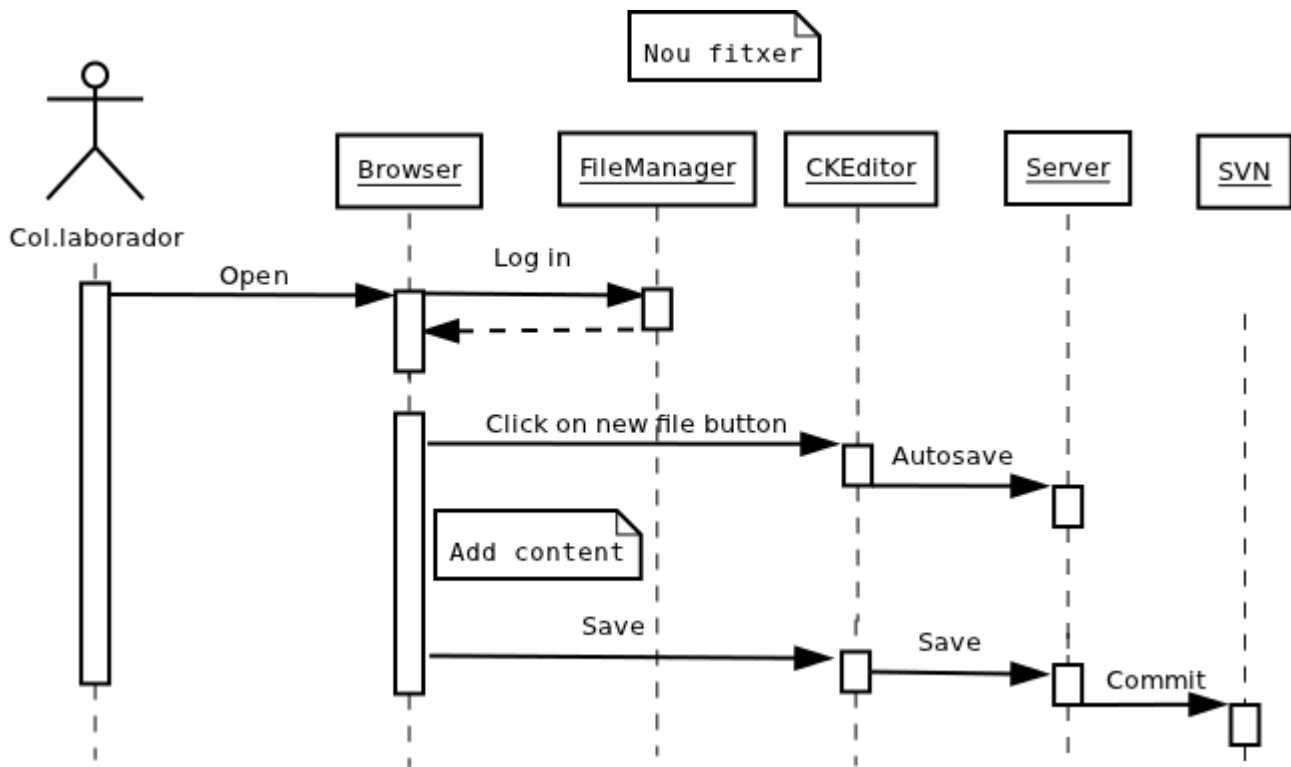 Nou fitxer
Browser
FileManager
CKEditor
Server
SVN
Col.laborador
Open
Log in
Click on new file button
Autosave
Add content
Save
Save
Commit